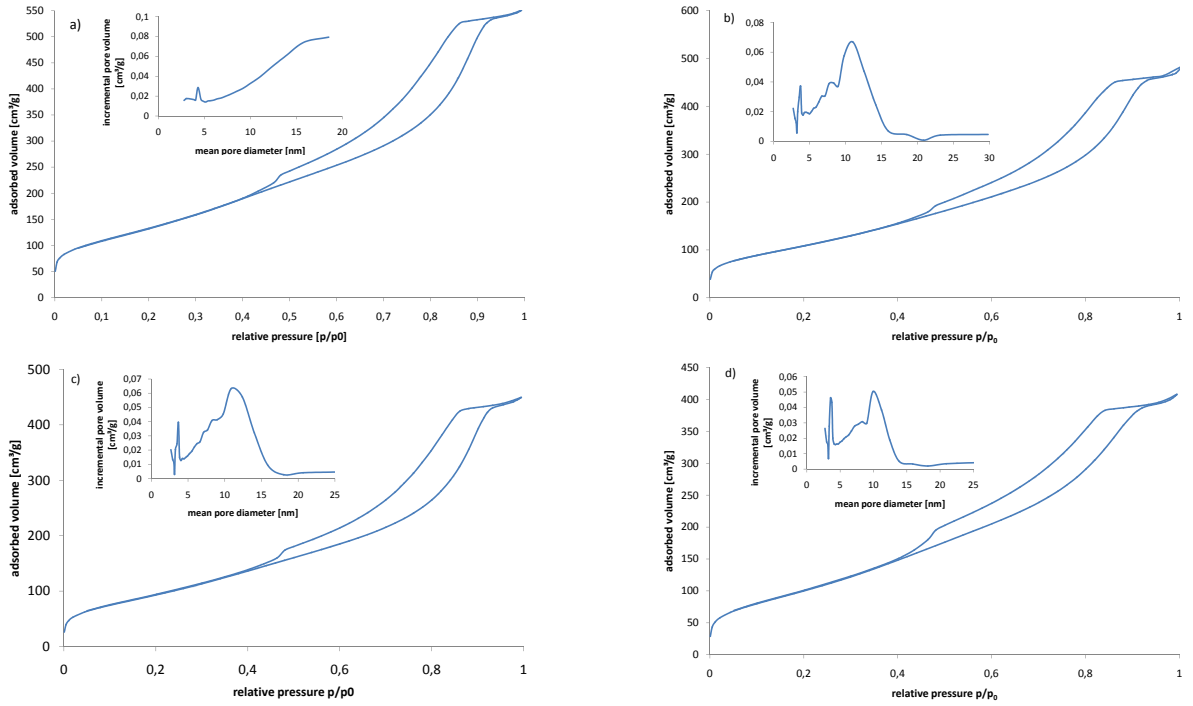 a)
550
500
450
400
350
300
250
200
150
100
50
0
adsorbed volume [cm³/g]
0 0,1 0,2 0,3 0,4 0,5 0,6 0,7 0,8 0,9 1
relative pressure [p/p0]
incremental pore volume
[cm³/g]
0,1
0,08
0,06
0,04
0,02
0
0 5 10 15 20
mean pore diameter [nm]
b)
600
500
400
300
200
100
0
adsorbed volume [cm³/g]
0 0,2 0,4 0,6 0,8 1
relative pressure p/p₀
incremental pore volume
[cm³/g]
0,08
0,06
0,04
0,02
0
0 5 10 15 20 25 30
mean pore diameter [nm]
c)
500
400
300
200
100
0
adsorbed volume [cm³/g]
0 0,2 0,4 0,6 0,8 1
relative pressure p/p0
incremental pore volume
[cm³/g]
0,07
0,06
0,05
0,04
0,03
0,02
0,01
0
0 5 10 15 20 25
mean pore diameter [nm]
d)
450
400
350
300
250
200
150
100
50
0
adsorbed volume [cm³/g]
0 0,2 0,4 0,6 0,8 1
relative pressure p/p₀
incremental pore volume
[cm³/g]
0,06
0,05
0,04
0,03
0,02
0,01
0
0 5 10 15 20 25
mean pore diameter [nm]